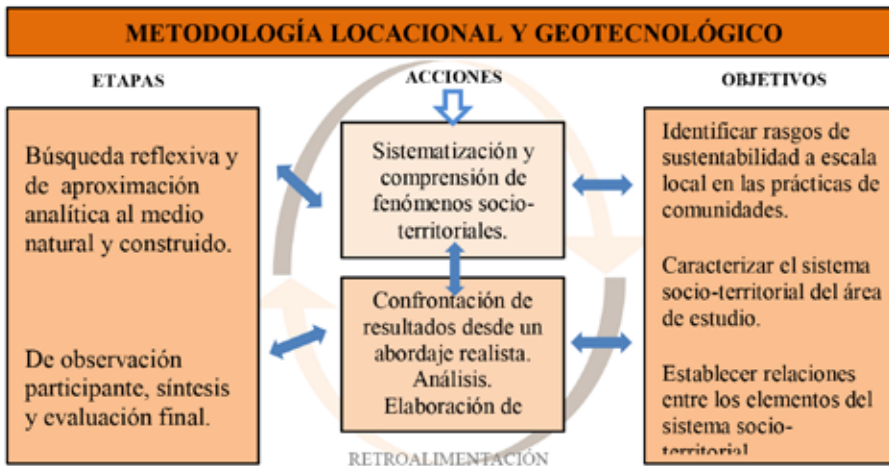 METODOLOGÍA LOCACIONAL Y GEOTECNOLÓGICO
ETAPAS
ACCIONES
OBJETIVOS
Búsqueda reflexiva y
de aproximación
analítica al medio
natural y construido.
De observación
participante, síntesis
y evaluación final.
Sistematización y
comprensión de
fenómenos socio-
territoriales.
Confrontación de
resultados desde un
abordaje realista.
Análisis.
Elaboración de
Identificar rasgos de
sustentabilidad a escala
local en las prácticas de
comunidades.
Caracterizar el sistema
socio-territorial del área
de estudio.
Establecer relaciones
entre los elementos del
sistema socio-
territorial
RETROALIMENTACIÓN